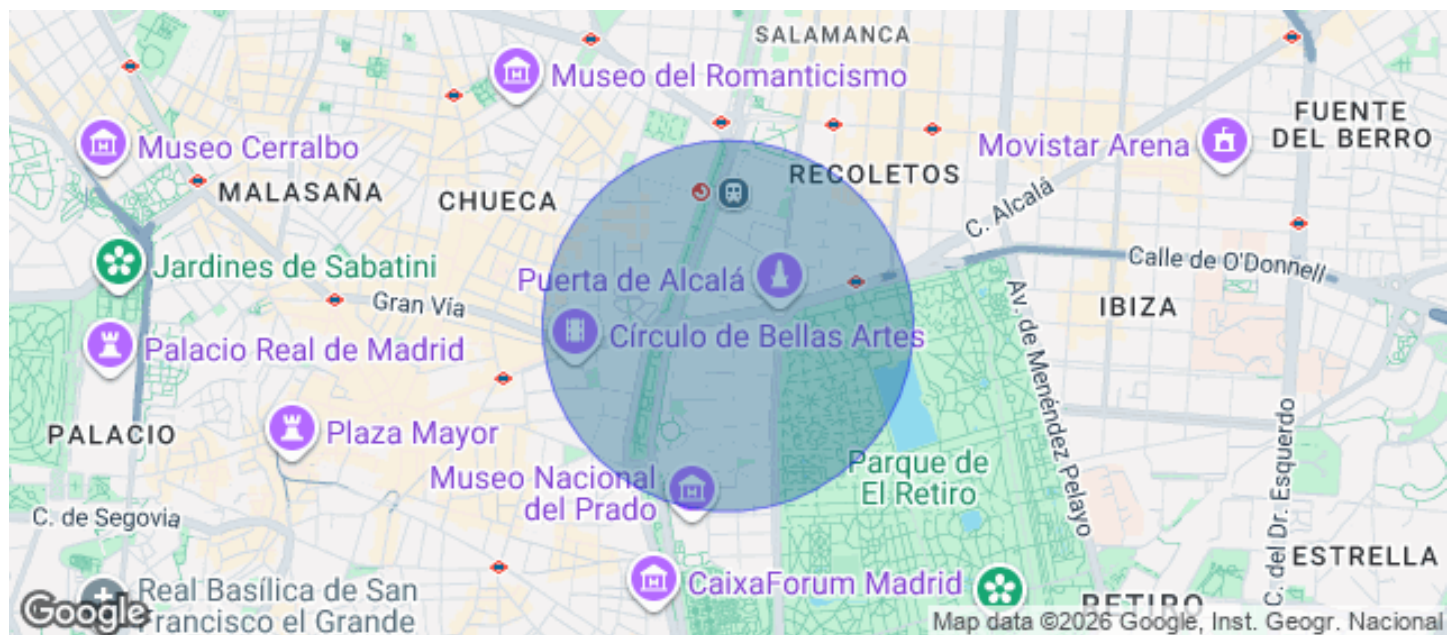 SALAMANCA
Museo del Romanticismo
FUENTE
DEL BERRO
Museo Cerralbo
Movistar Arena
RECOLETOS
MALASAÑA
CHUECA
C. Alcalá
Jardines de Sabatini
Puerta de Alcalá
Calle de O'Donnell
Gran Vía
IBIZA
Círculo de Bellas Artes
Palacio Real de Madrid
Av. de Menéndez Pelayo
PALACIO
Plaza Mayor
Museo Nacional
del Prado
Parque de
El Retiro
C. de Segovia
C. del Dr. Esquerdo
ESTRELLA
CaixaForum Madrid
Real Basílica de San
Francisco el Grande
RETIRO
Google
Map data ©2026 Google, Inst. Geogr. Nacional